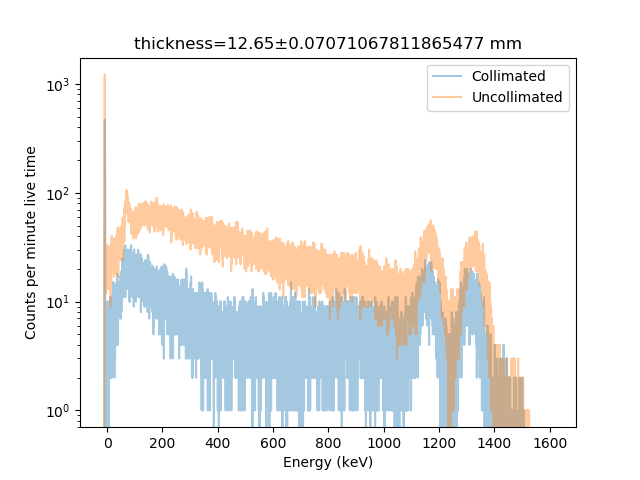 thickness=12.65±0.07071067811865477 mm
Collimated
Uncollimated
Counts per minute live time
10³
10²
10¹
10⁰
0 200 400 600 800 1000 1200 1400 1600
Energy (keV)